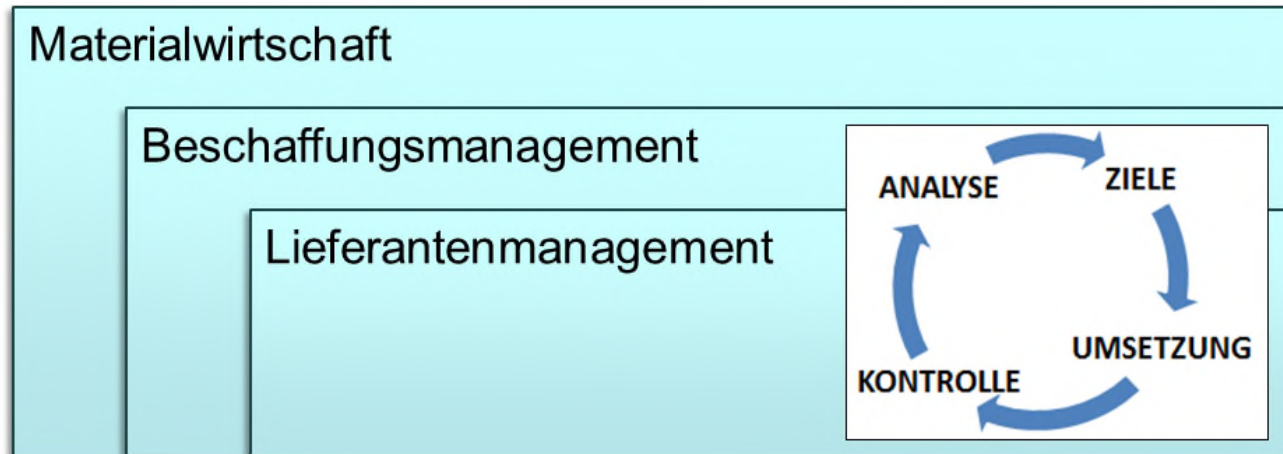 Materialwirtschaft
Beschaffungsmanagement
Lieferantenmanagement
ANALYSE
ZIELE
UMSETZUNG
KONTROLLE